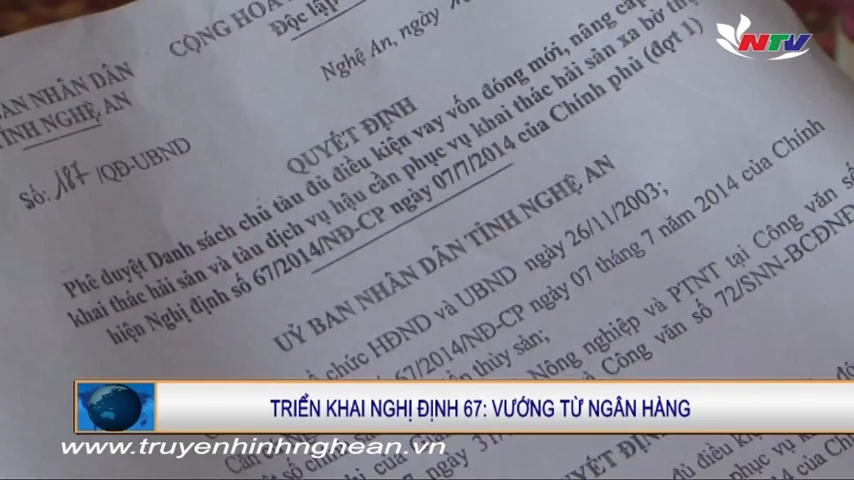 NTV
CỘNG HOÀ
Độc lập
Nghệ An, ngày
BAN NHÂN DÂN
TỈNH NGHỆ AN
Số: 187 /QĐ-UBND
QUYẾT ĐỊNH
Phê duyệt Danh sách chủ tàu đủ điều kiện vay vốn đóng mới, nâng cấp
khai thác hải sản và tàu dịch vụ hậu cần phục vụ khai thác hải sản xa bờ
hiện Nghị định số 67/2014/NĐ-CP ngày 07/7/2014 của Chính phủ (đợt 1)
UỶ BAN NHÂN DÂN TỈNH NGHỆ AN
chức HĐND và UBND ngày 26/11/2003;
67/2014/NĐ-CP ngày 07 tháng 7 năm 2014 của Chính
thủy sản;
Nông nghiệp và PTNT tại Công văn số
Công văn số 72/SNN-BCĐNĐ
TRIỂN KHAI NGHỊ ĐỊNH 67: VƯỚNG TỪ NGÂN HÀNG
www.truyenhinhnghean.vn